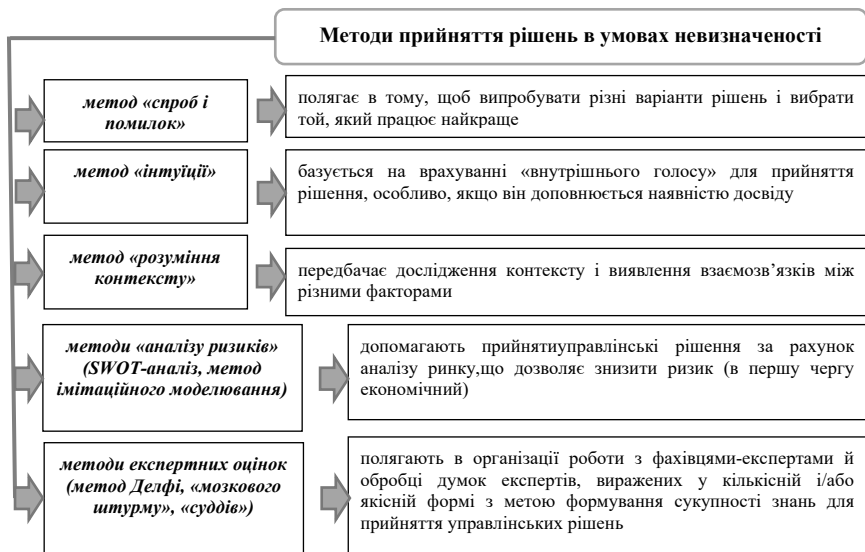 Методи прийняття рішень в умовах невизначеності
метод «спроб і
помилок»
полягає в тому, щоб випробувати різні варіанти рішень і вибрати
той, який працює найкраще
метод «інтуїції»
базується на врахуванні «внутрішнього голосу» для прийняття
рішення, особливо, якщо він доповнюється наявністю досвіду
метод «розуміння
контексту»
передбачає дослідження контексту і виявлення взаємозв’язків між
різними факторами
методи «аналізу ризиків»
(SWOT-аналіз, метод
імітаційного моделювання)
допомагають прийнятиуправлінські рішення за рахунок
аналізу ринку,що дозволяє знизити ризик (в першу чергу
економічний)
методи експертних оцінок
(метод Делфі, «мозкового
штурму», «суддів»)
полягають в організації роботи з фахівцями-експертами й
обробці думок експертів, виражених у кількісній і/або
якісній формі з метою формування сукупності знань для
прийняття управлінських рішень